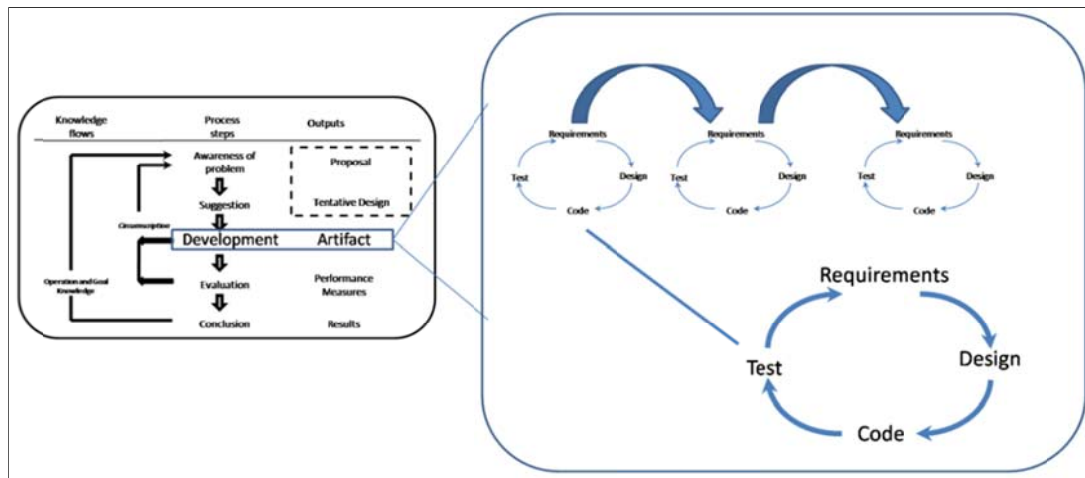 Knowledge
flows
Process
steps
Outputs
Awareness of
problem
Proposal
Suggestion
Tentative Design
Circumscription
Development
Artifact
Operation and Goal
Knowledge
Evaluation
Performance
Measures
Conclusion
Results
Requirements
Test
Design
Code
Requirements
Test
Design
Code
Requirements
Test
Design
Code
Requirements
Test
Design
Code